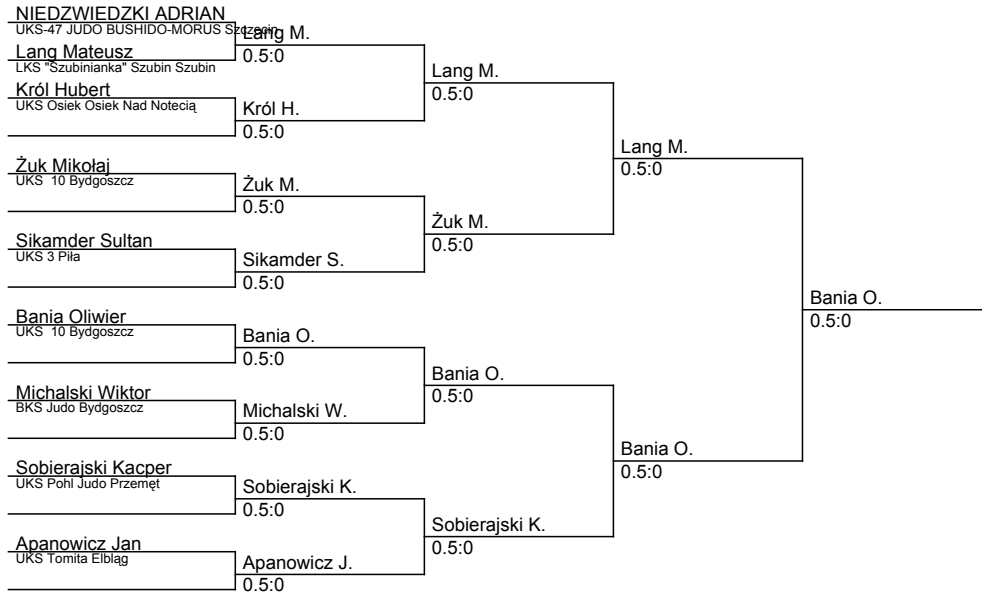 NIEDZWIEDZKI ADRIAN
UKS-47 JUDO BUSHIDO-MORUS Szczecin
Lang Mateusz
LKS "Szubinianka" Szubin Szubin
Król Hubert
UKS Osiek Osiek Nad Notecią
Żuk Mikołaj
UKS 10 Bydgoszcz
Sikamder Sultan
UKS 3 Piła
Bania Oliwier
UKS 10 Bydgoszcz
Michalski Wiktor
BKS Judo Bydgoszcz
Sobierajski Kacper
UKS Pohl Judo Przemęt
Apanowicz Jan
UKS Tomita Elbląg
Lang M.
0.5:0
Król H.
0.5:0
Żuk M.
0.5:0
Sikamder S.
0.5:0
Bania O.
0.5:0
Michalski W.
0.5:0
Sobierajski K.
0.5:0
Apanowicz J.
0.5:0
Lang M.
0.5:0
Żuk M.
0.5:0
Bania O.
0.5:0
Sobierajski K.
0.5:0
Lang M.
0.5:0
Bania O.
0.5:0
Bania O.
0.5:0